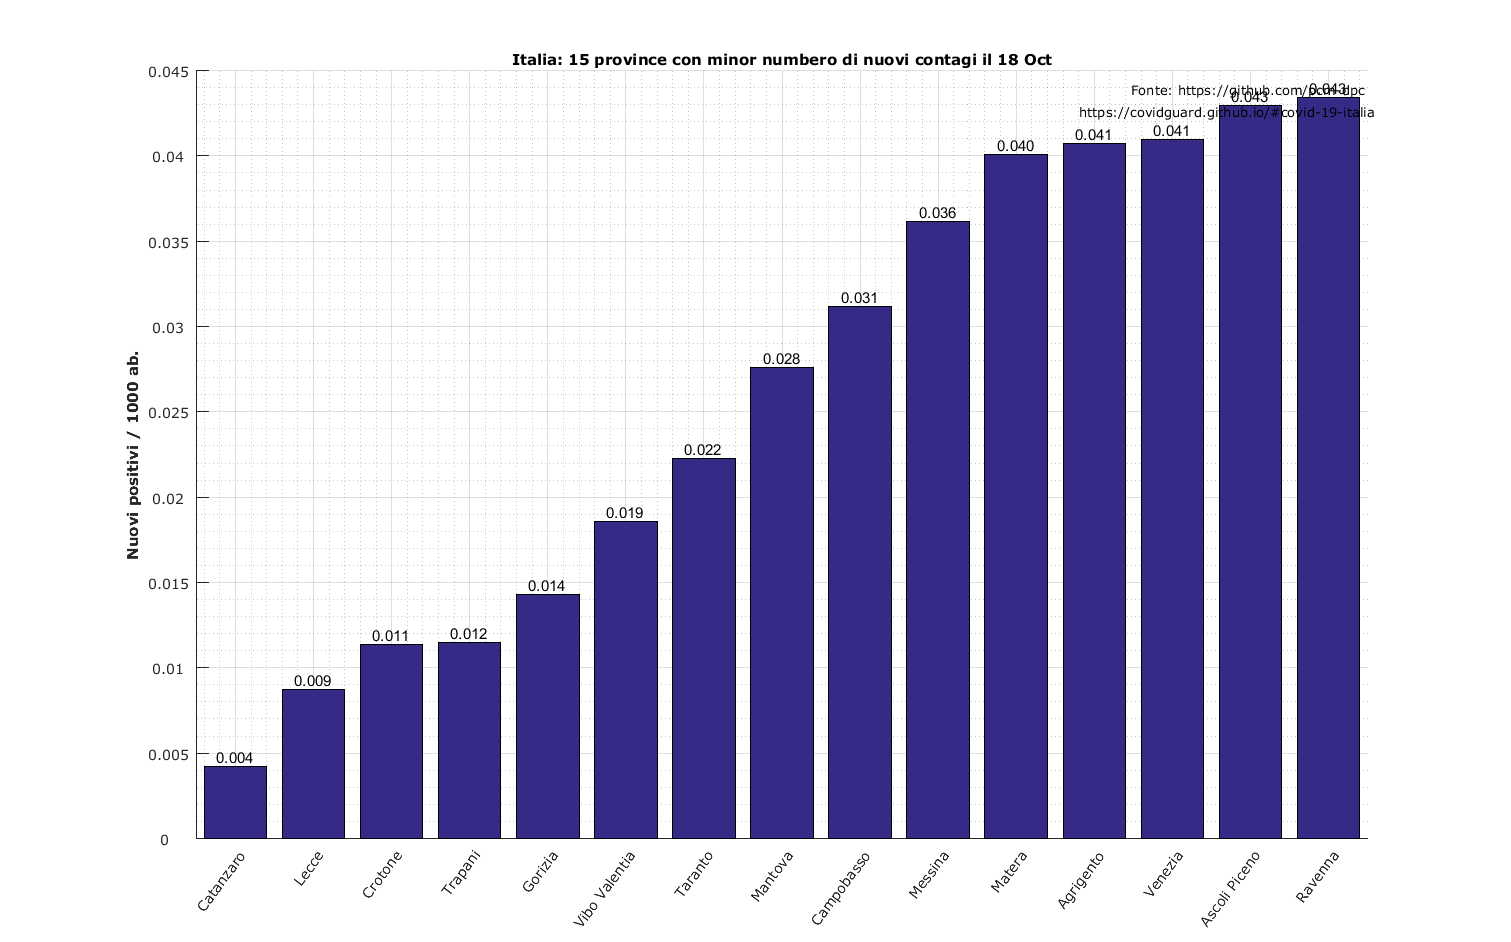 Italia: 15 province con minor numbero di nuovi contagi il 18 Oct
Fonte: https://github.com/pcm-dpc
https://covidguard.github.io/#covid-19-italia
Nuovi positivi / 1000 ab.
0.045
0.04
0.035
0.03
0.025
0.02
0.015
0.01
0.005
0
0.004
0.009
0.011
0.012
0.014
0.019
0.022
0.028
0.031
0.036
0.040
0.041
0.041
0.043
0.043
Catanzaro
Lecce
Crotone
Trapani
Gorizia
Vibo Valentia
Taranto
Mantova
Campobasso
Messina
Matera
Agrigento
Venezia
Ascoli Piceno
Ravenna